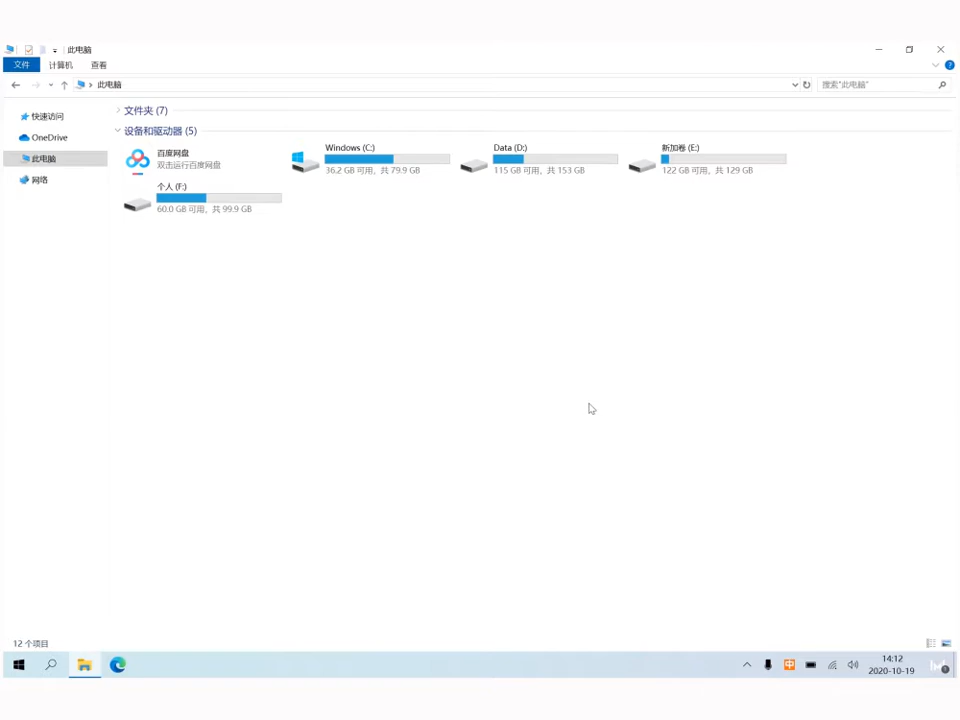 此电脑
文件 计算机 查看
此电脑 搜索"此电脑"
快速访问
OneDrive
此电脑
网络
文件夹 (7)
设备和驱动器 (5)
百度网盘
双击运行百度网盘
Windows (C:)
36.2 GB 可用，共 79.9 GB
Data (D:)
115 GB 可用，共 153 GB
新加卷 (E:)
122 GB 可用，共 129 GB
个人 (F:)
60.0 GB 可用，共 99.9 GB
12 个项目
中
14:12
2020-10-19